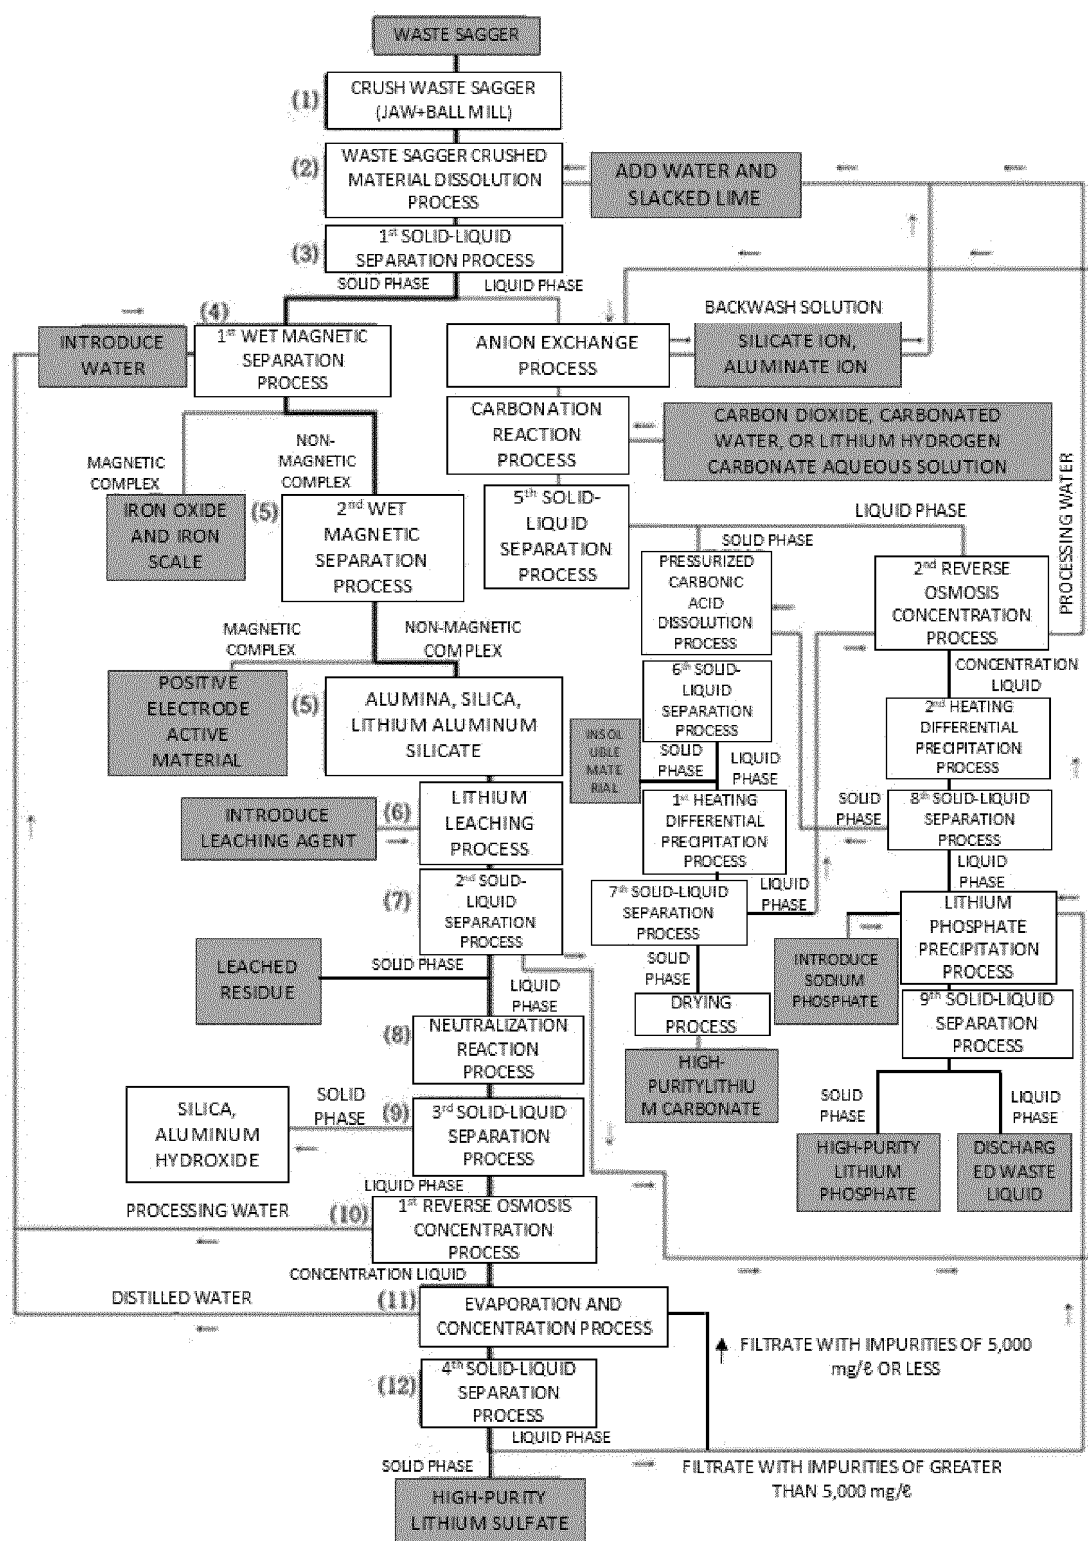 WASTE SAGGER
(1)
CRUSH WASTE SAGGER
(JAW+BALL MILL)
(2)
WASTE SAGGER CRUSHED
MATERIAL DISSOLUTION
PROCESS
ADD WATER AND
SLACKED LIME
(3)
1st SOLID-LIQUID
SEPARATION PROCESS
SOLID PHASE
LIQUID PHASE
(4)
INTRODUCE
WATER
1st WET MAGNETIC
SEPARATION
PROCESS
ANION EXCHANGE
PROCESS
BACKWASH SOLUTION
SILICATE ION,
ALUMINATE ION
CARBONATION
REACTION
PROCESS
CARBON DIOXIDE, CARBONATED
WATER, OR LITHIUM HYDROGEN
CARBONATE AQUEOUS SOLUTION
MAGNETIC
COMPLEX
NON-
MAGNETIC
COMPLEX
IRON OXIDE
AND IRON
SCALE
(5)
2nd WET
MAGNETIC
SEPARATION
PROCESS
5th SOLID-
LIQUID
SEPARATION
PROCESS
LIQUID PHASE
SOLID PHASE
PROCESSING WATER
PRESSURIZED
CARBONIC
ACID
DISSOLUTION
PROCESS
2nd REVERSE
OSMOSIS
CONCENTRATION
PROCESS
MAGNETIC
COMPLEX
NON-MAGNETIC
COMPLEX
CONCENTRATION
LIQUID
POSITIVE
ELECTRODE
ACTIVE
MATERIAL
(5)
ALUMINA, SILICA,
LITHIUM ALUMINUM
SILICATE
6th SOLID-
LIQUID
SEPARATION
PROCESS
2nd HEATING
DIFFERENTIAL
PRECIPITATION
PROCESS
INSOL
UBLE
MATE
RIAL
SOLID
PHASE
LIQUID
PHASE
INTRODUCE
LEACHING AGENT
(6)
LITHIUM
LEACHING
PROCESS
1st HEATING
DIFFERENTIAL
PRECIPITATION
PROCESS
SOLID
PHASE
8th SOLID-LIQUID
SEPARATION
PROCESS
LIQUID
PHASE
(7)
2nd SOLID-
LIQUID
SEPARATION
PROCESS
7th SOLID-LIQUID
SEPARATION
PROCESS
LIQUID
PHASE
LITHIUM
PHOSPHATE
PRECIPITATION
PROCESS
LEACHED
RESIDUE
SOLID PHASE
LIQUID
PHASE
SOLID
PHASE
INTRODUCE
SODIUM
PHOSPHATE
(8)
NEUTRALIZATION
REACTION
PROCESS
DRYING
PROCESS
9th SOLID-LIQUID
SEPARATION
PROCESS
HIGH-
PURITYLITHIU
M CARBONATE
SILICA,
ALUMINUM
HYDROXIDE
SOLID
PHASE
(9)
3rd SOLID-LIQUID
SEPARATION
PROCESS
SOLID
PHASE
LIQUID
PHASE
HIGH-PURITY
LITHIUM
PHOSPHATE
DISCHARG
ED WASTE
LIQUID
LIQUID PHASE
PROCESSING WATER
(10)
1st REVERSE OSMOSIS
CONCENTRATION
PROCESS
CONCENTRATION LIQUID
DISTILLED WATER
(11)
EVAPORATION AND
CONCENTRATION PROCESS
FILTRATE WITH IMPURITIES OF 5,000
mg/ℓ OR LESS
(12)
4th SOLID-LIQUID
SEPARATION
PROCESS
LIQUID PHASE
SOLID PHASE
FILTRATE WITH IMPURITIES OF GREATER
THAN 5,000 mg/ℓ
HIGH-PURITY
LITHIUM SULFATE